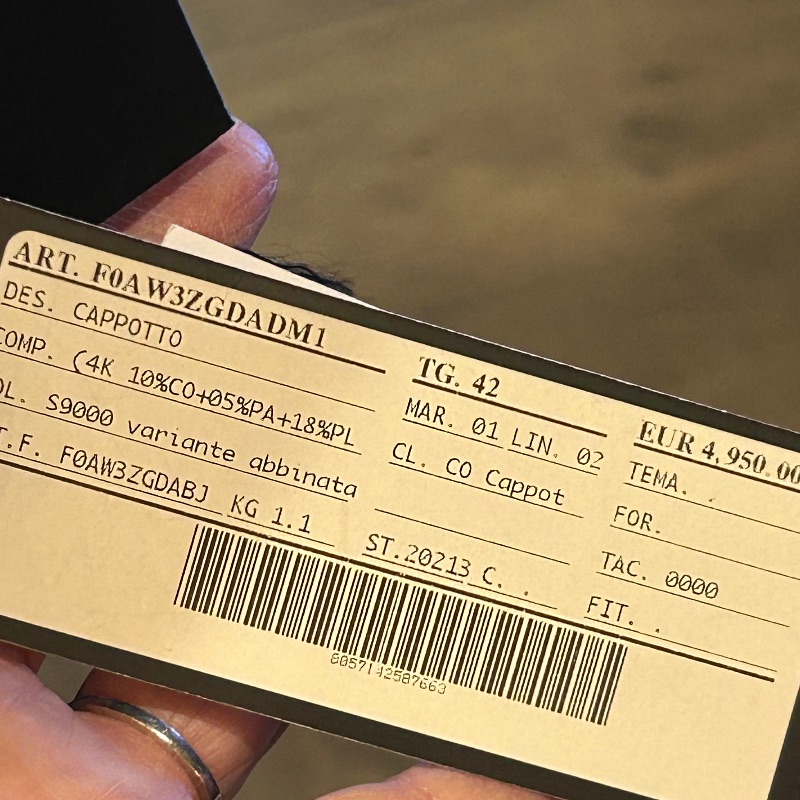 ART. F0AW3ZGDADM1
TG. 42
EUR 4,950.00
DES. CAPPOTTO
MAR. 01 LIN. 02
TEMA. .
COMP. (4K 10%CO+05%PA+18%PL
CL. CO Cappot
FOR.
OL. S9000 variante abbinata
TAC. 0000
T.F. F0AW3ZGDABJ KG 1.1
ST.20213 C. .
FIT. .
8057142587663